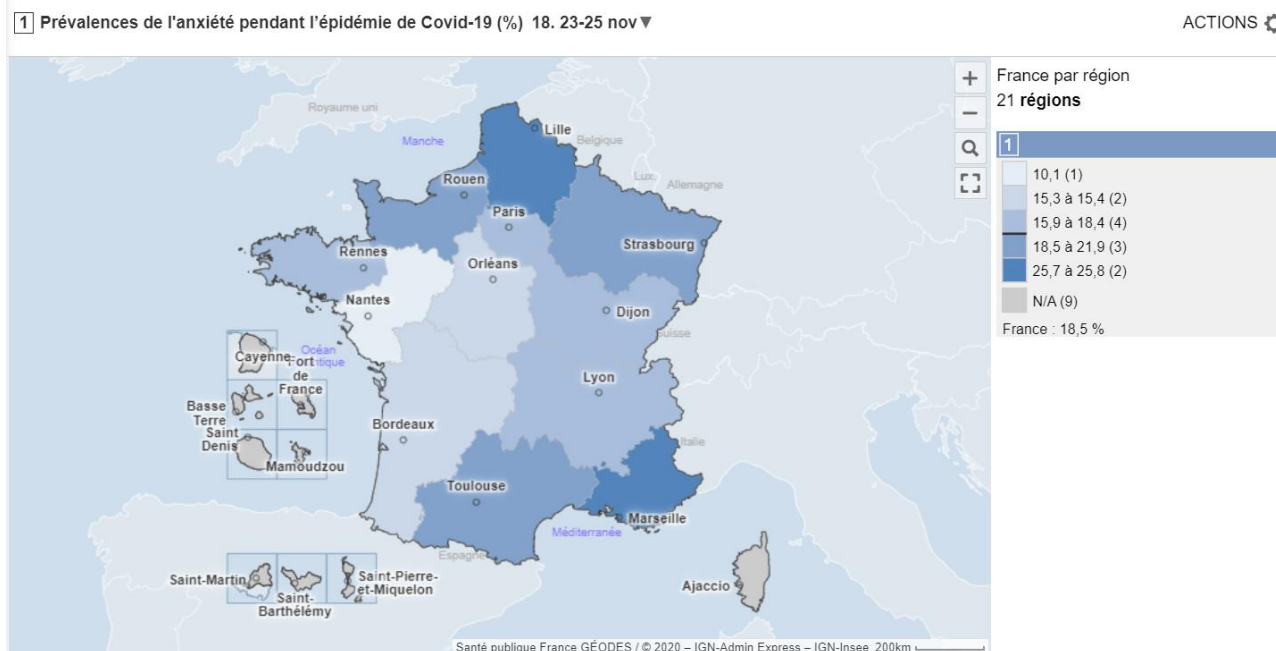 1 Prévalences de l'anxiété pendant l'épidémie de Covid-19 (%) 18. 23-25 nov ▼
ACTIONS
Royaume uni
Manche
Lille
Belgique
Lux.
Allemagne
Rouen
Paris
Strasbourg
Rennes
Orléans
Nantes
Dijon
Suisse
Océan
Atlantique
Cayenne
Fort
de
France
Lyon
Basse
Terre
Saint
Denis
Bordeaux
Mamoudzou
Italie
Toulouse
Marseille
Méditerranée
Espagne
Saint-Martin
Saint-
Barthélémy
Saint-Pierre-
et-Miquelon
Ajaccio
Santé publique France GÉODES / © 2020 – IGN-Admin Express – IGN-Insee 200km
+
−
France par région
21 régions
1
10,1 (1)
15,3 à 15,4 (2)
15,9 à 18,4 (4)
18,5 à 21,9 (3)
25,7 à 25,8 (2)
N/A (9)
France : 18,5 %